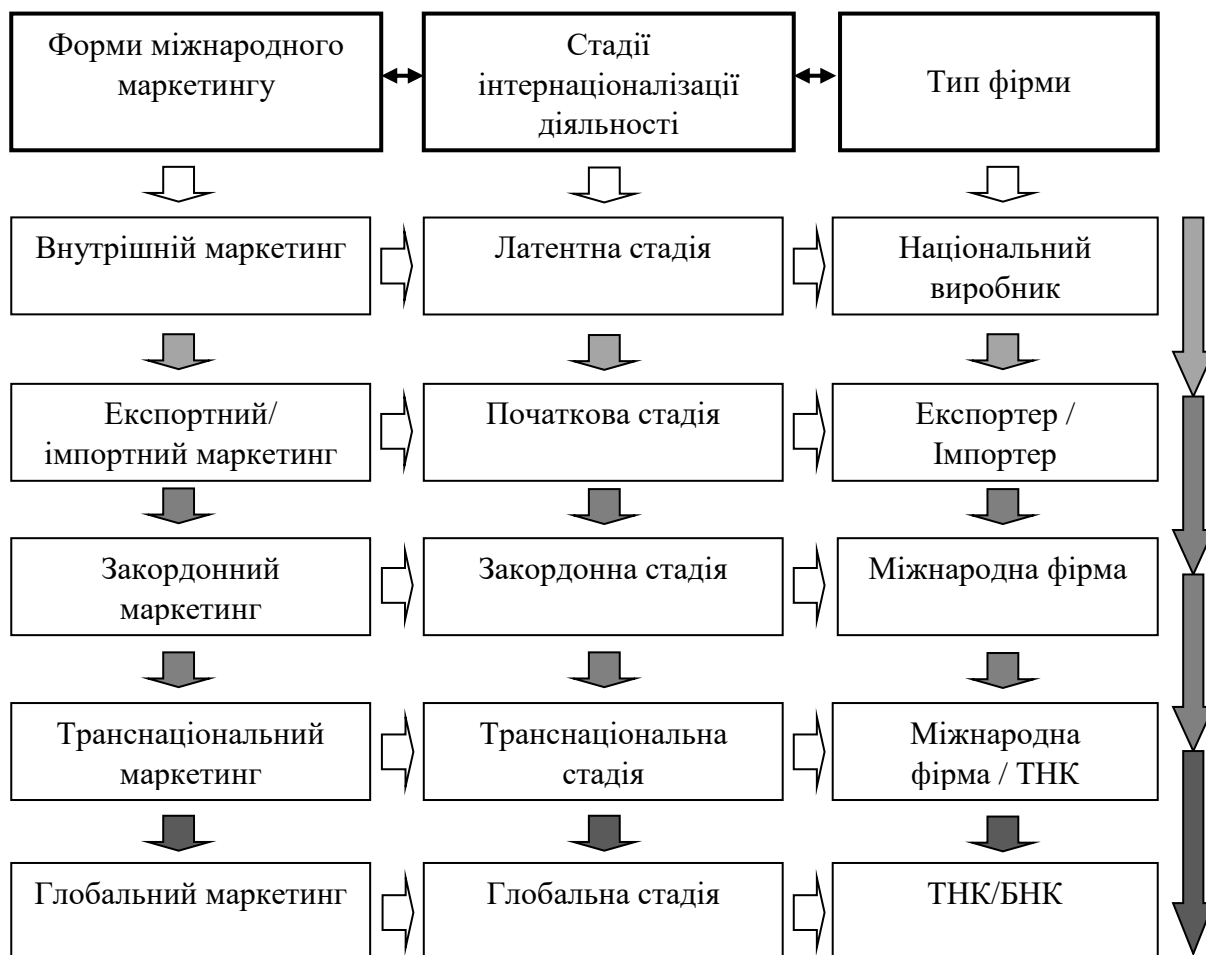 Форми міжнародного
маркетингу
Стадії
інтернаціоналізації
діяльності
Тип фірми
Внутрішній маркетинг
Латентна стадія
Національний
виробник
Експортний/
імпортний маркетинг
Початкова стадія
Експортер /
Імпортер
Закордонний
маркетинг
Закордонна стадія
Міжнародна фірма
Транснаціональний
маркетинг
Транснаціональна
стадія
Міжнародна
фірма / ТНК
Глобальний маркетинг
Глобальна стадія
ТНК/БНК